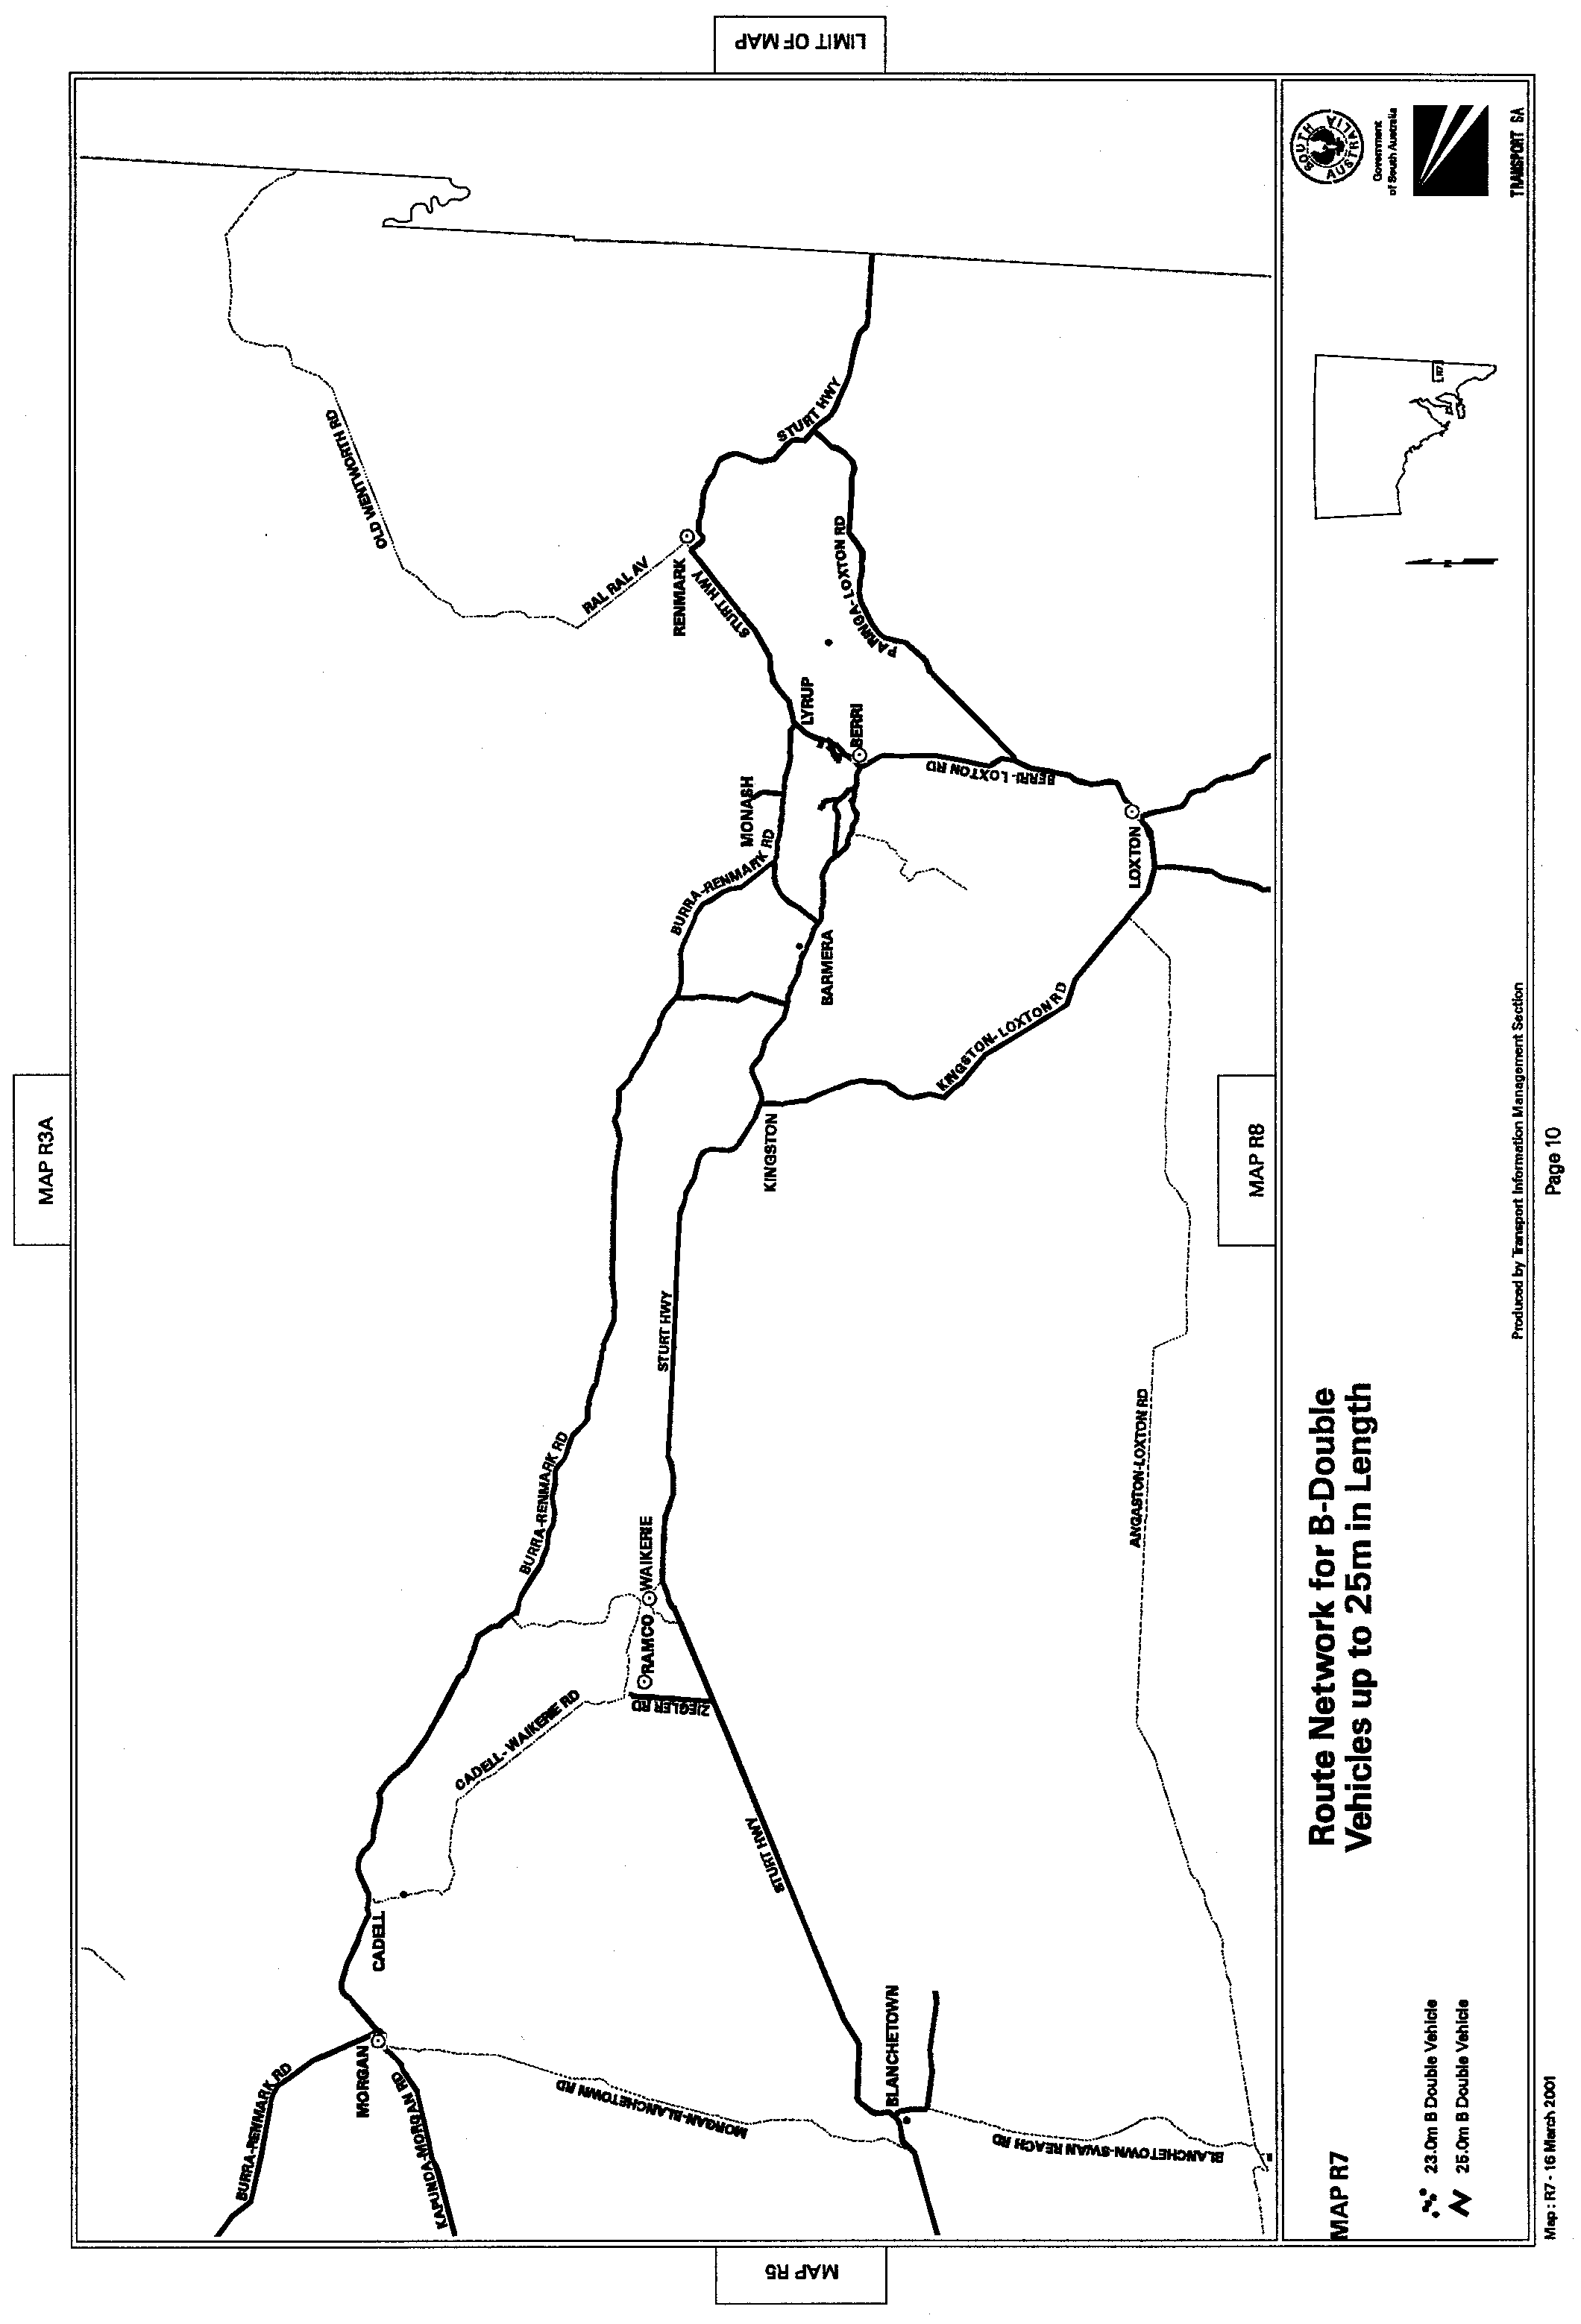 LIMIT OF MAP
MAP R3A
MAP R5
MAP R8
OLD WENTWORTH RD
RAL RAL AV
RENMARK
STURT HWY
STURT HWY
PARINGA-LOXTON RD
LYRUP
BERRI
BERRI-LOXTON RD
MONASH
BURRA-RENMARK RD
BARMERA
LOXTON
KINGSTON-LOXTON RD
KINGSTON
STURT HWY
BURRA-RENMARK RD
WAIKERIE
RAMCO
ZIEGLER RD
CADELL-WAIKERIE RD
ANGASTON-LOXTON RD
STURT HWY
CADELL
MORGAN
BURRA-RENMARK RD
KAPUNDA-MORGAN RD
MORGAN-BLANCHETOWN RD
BLANCHETOWN
BLANCHETOWN-SWAN REACH RD
MAP R7
Route Network for B-Double
Vehicles up to 25m in Length
23.0m B Double Vehicle
25.0m B Double Vehicle
N
R7
SOUTH AUSTRALIA
Government
of South Australia
TRANSPORT SA
Produced by Transport Information Management Section
Map : R7 - 16 March 2001
Page 10